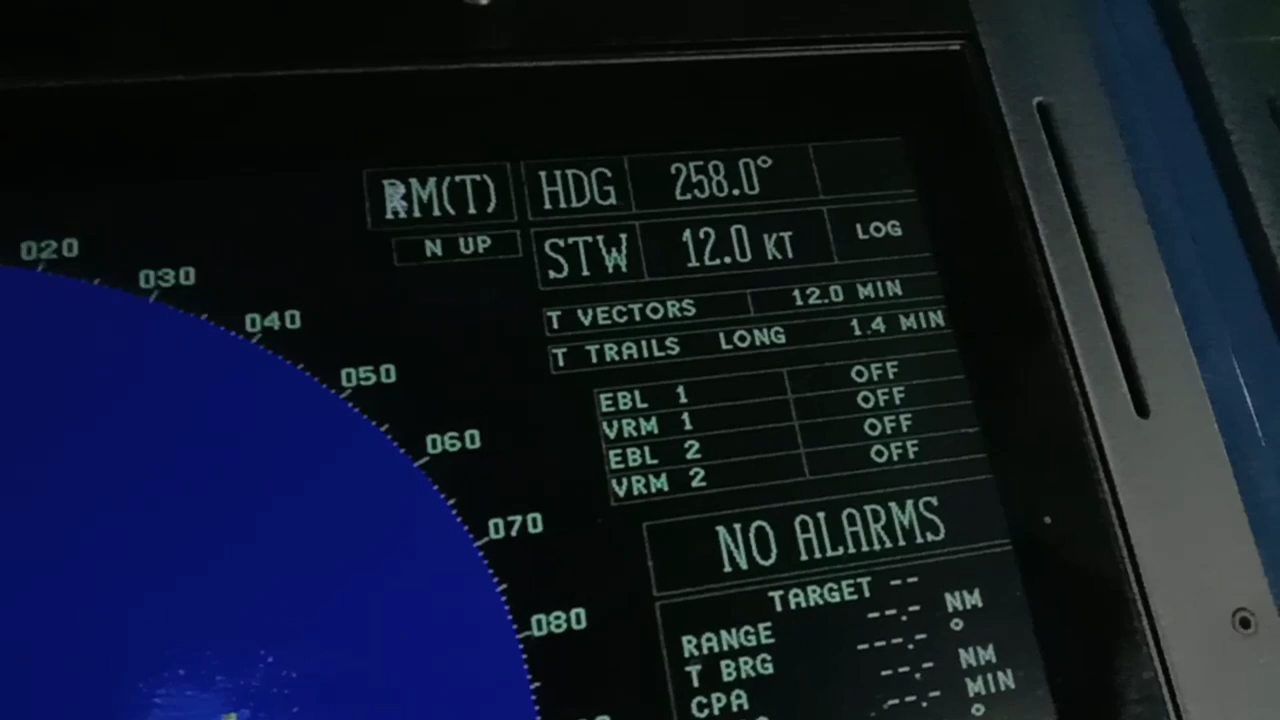 RM(T) HDG 258.0°
N UP STW 12.0 KT LOG
T VECTORS 12.0 MIN
T TRAILS LONG 1.4 MIN
EBL 1 OFF
VRM 1 OFF
EBL 2 OFF
VRM 2 OFF
NO ALARMS
TARGET --
RANGE --.- NM
T BRG ---.- °
CPA --.- NM
--.- MIN
°
020
030
040
050
060
070
080